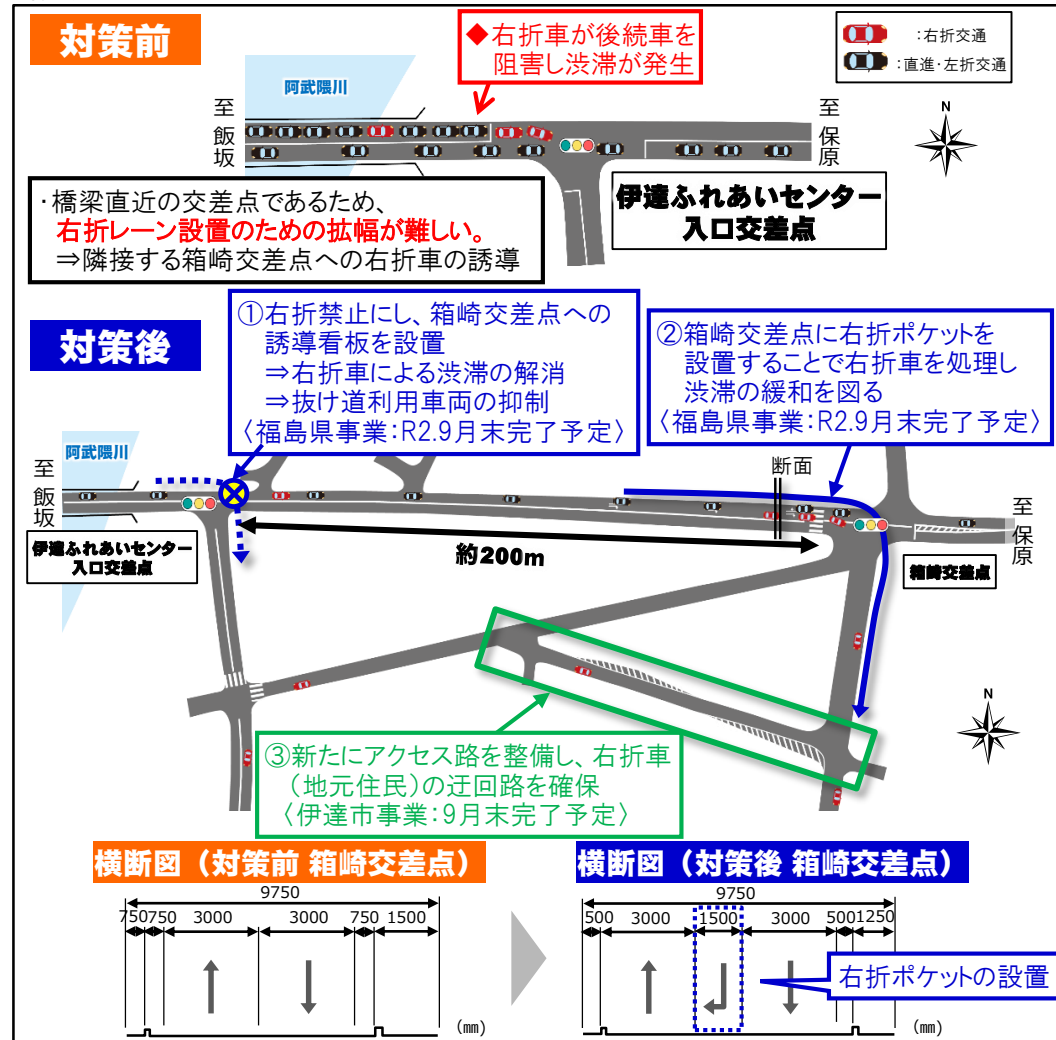 対策前
◆右折車が後続車を
阻害し渋滞が発生
:右折交通
:直進・左折交通
阿武隈川
至飯坂
至保原
N
伊達ふれあいセンター
入口交差点
・橋梁直近の交差点であるため、
右折レーン設置のための拡幅が難しい。
⇒隣接する箱崎交差点への右折車の誘導
対策後
①右折禁止にし、箱崎交差点への
誘導看板を設置
⇒右折車による渋滞の解消
⇒抜け道利用車両の抑制
〈福島県事業:R2.9月末完了予定〉
②箱崎交差点に右折ポケットを
設置することで右折車を処理し
渋滞の緩和を図る
〈福島県事業:R2.9月末完了予定〉
阿武隈川
至飯坂
断面
至保原
伊達ふれあいセンター
入口交差点
約200m
箱崎交差点
N
③新たにアクセス路を整備し、右折車
(地元住民)の迂回路を確保
〈伊達市事業:9月末完了予定〉
横断図(対策前 箱崎交差点)
9750
750 750 3000 3000 750 1500
(mm)
横断図(対策後 箱崎交差点)
9750
500 3000 1500 3000 500 1250
右折ポケットの設置
(mm)